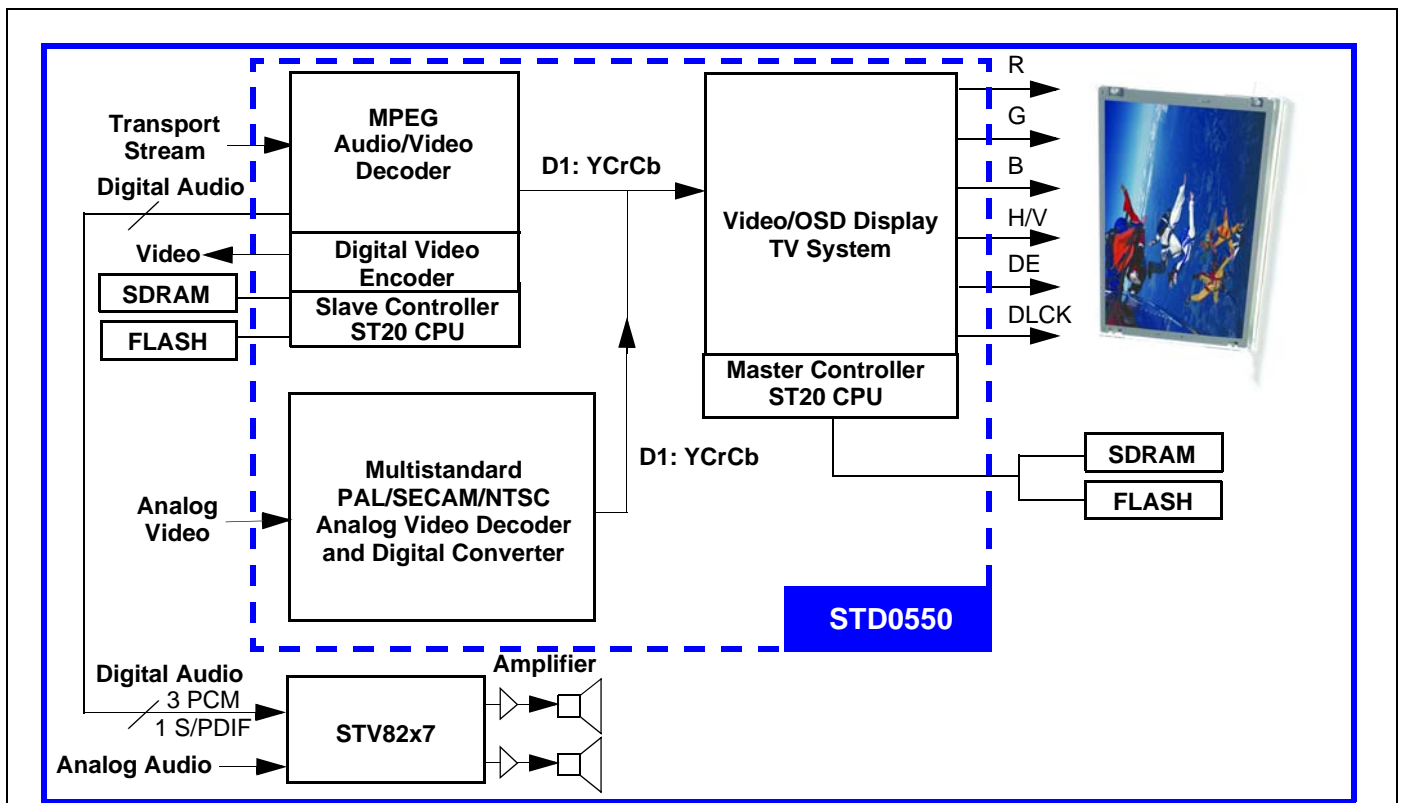 Transport
Stream
Digital Audio
Video
SDRAM
FLASH
MPEG
Audio/Video
Decoder
Digital Video
Encoder
Slave Controller
ST20 CPU
D1: YCrCb
Video/OSD Display
TV System
Master Controller
ST20 CPU
R
G
B
H/V
DE
DLCK
SDRAM
FLASH
Analog
Video
Multistandard
PAL/SECAM/NTSC
Analog Video Decoder
and Digital Converter
D1: YCrCb
STD0550
Digital Audio
3 PCM
1 S/PDIF
Analog Audio
STV82x7
Amplifier